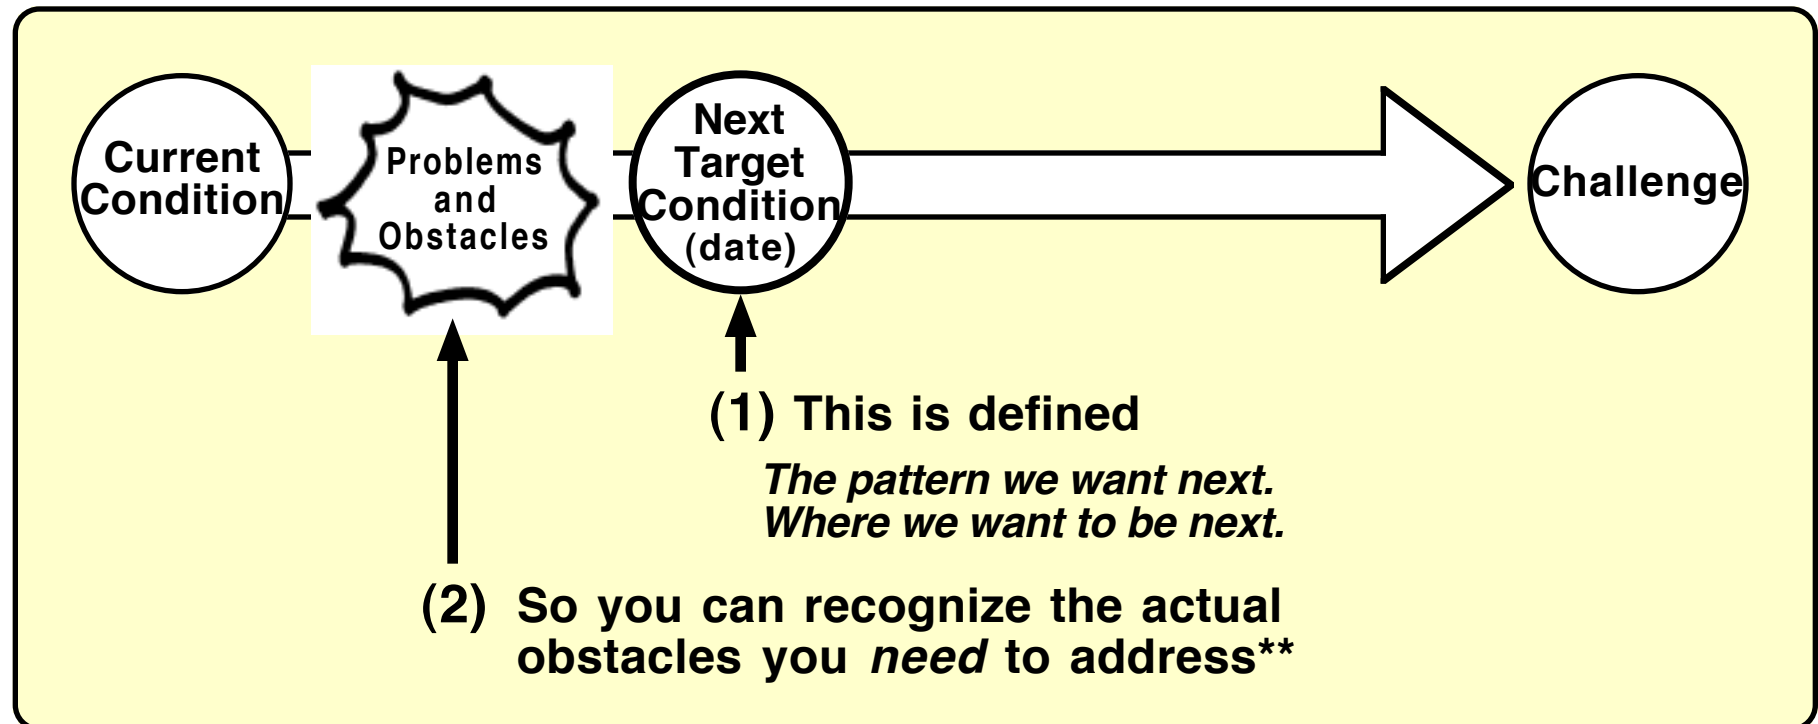 Current
Condition
Problems
and
Obstacles
Next
Target
Condition
(date)
Challenge
(1) This is defined
The pattern we want next.
Where we want to be next.
(2) So you can recognize the actual
obstacles you need to address**